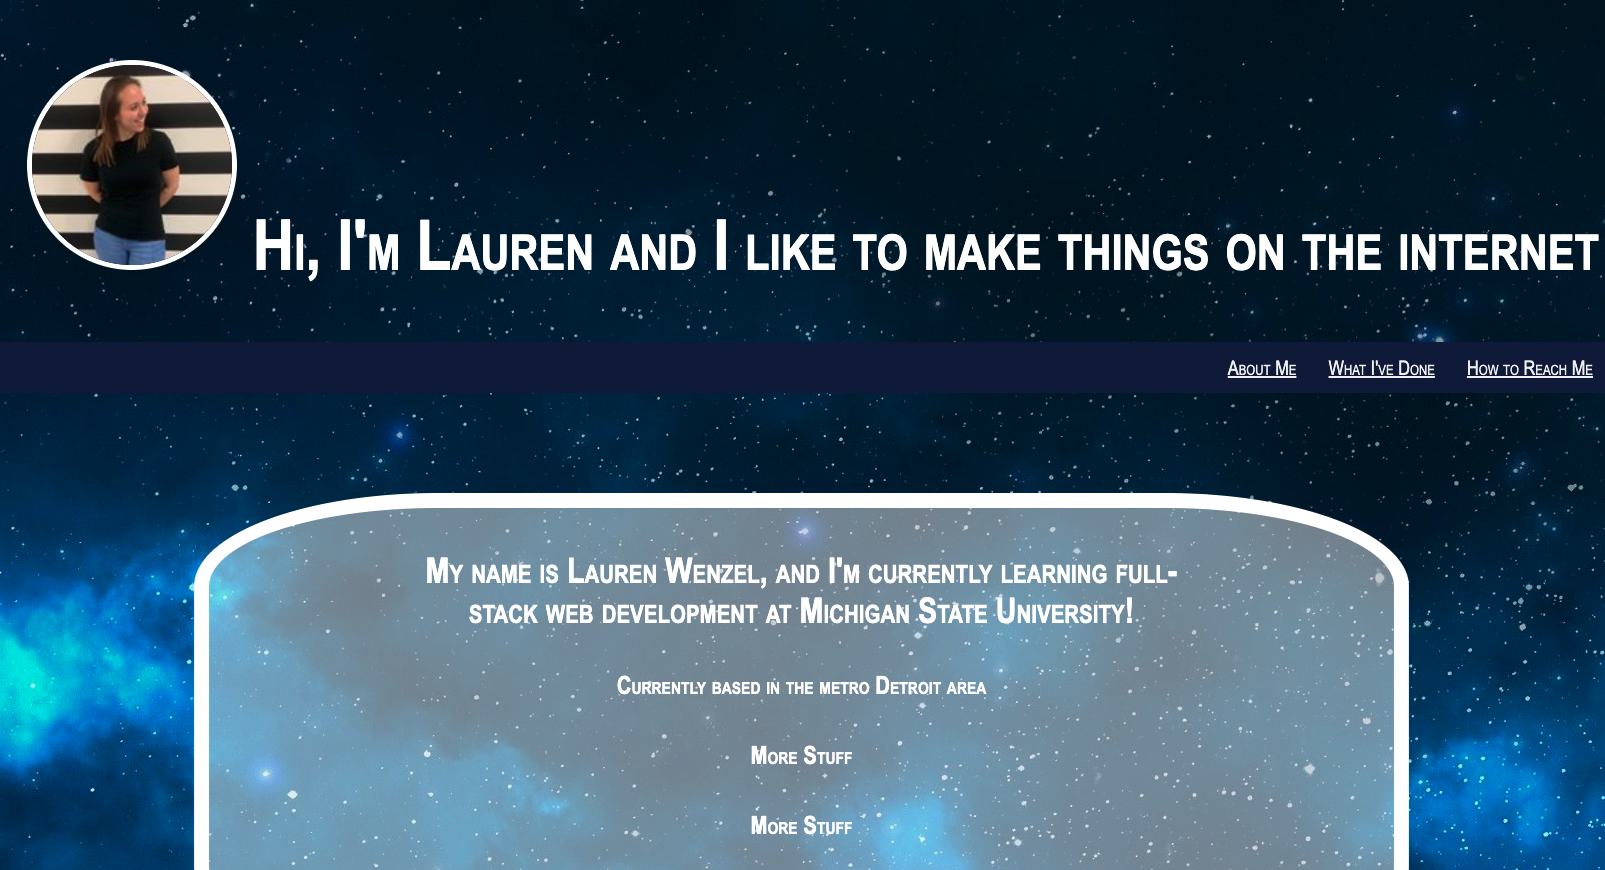 Hi, I'm Lauren and I like to make things on the internet
About Me What I've Done How to Reach Me
My name is Lauren Wenzel, and I'm currently learning full-
stack web development at Michigan State University!
Currently based in the metro Detroit area
More Stuff
More Stuff